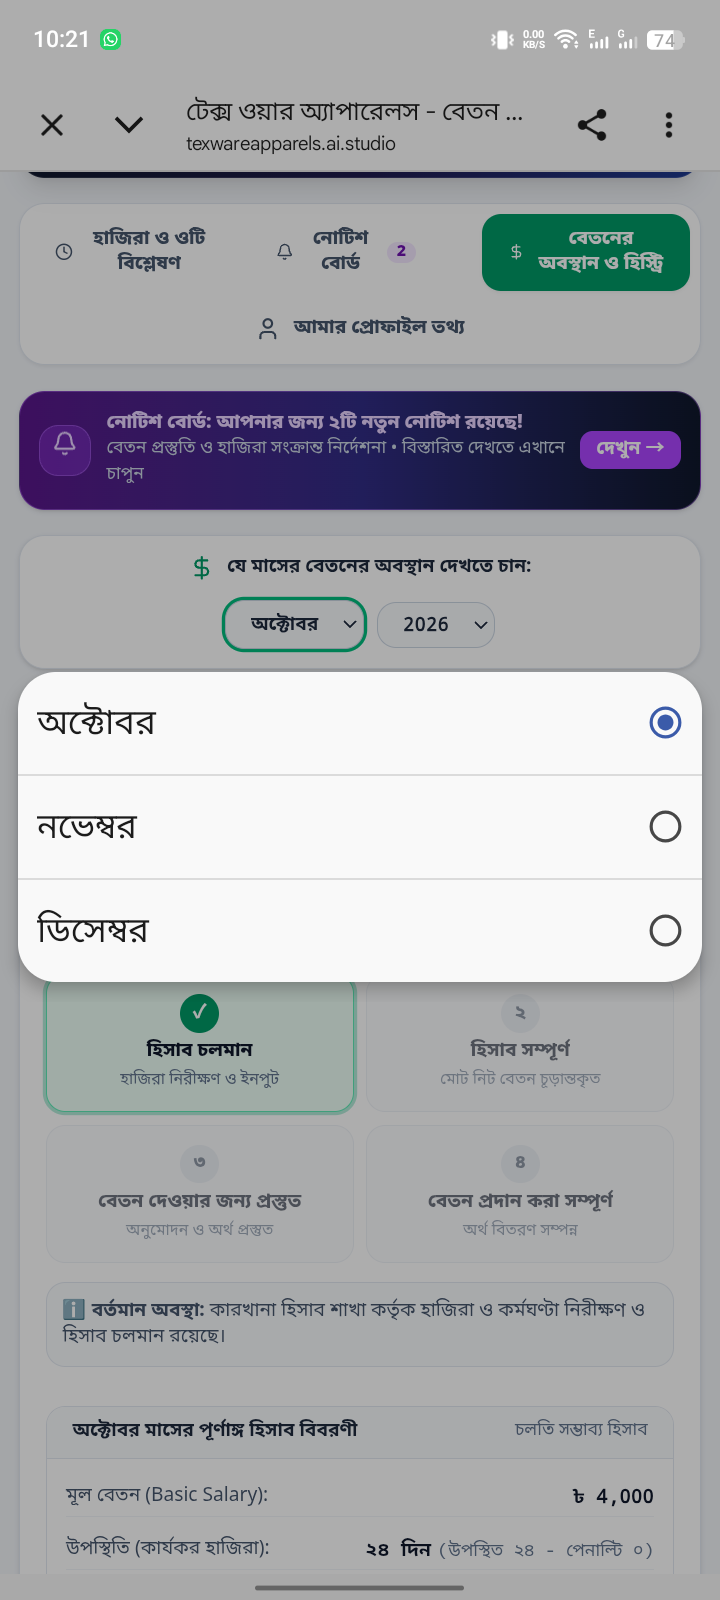 10:21
0.00
KB/S
E
G
74
টেক্স ওয়ার অ্যাপারেলস - বেতন ...
texwareapparels.ai.studio
হাজিরা ও ওটি
বিশ্লেষণ
নোটিশ
বোর্ড
2
$ বেতনের
অবস্থান ও হিস্ট্রি
আমার প্রোফাইল তথ্য
নোটিশ বোর্ড: আপনার জন্য ২টি নতুন নোটিশ রয়েছে!
বেতন প্রস্তুতি ও হাজিরা সংক্রান্ত নির্দেশনা • বিস্তারিত দেখতে এখানে
চাপুন
দেখুন →
$ যে মাসের বেতনের অবস্থান দেখতে চান:
অক্টোবর
2026
অক্টোবর
নভেম্বর
ডিসেম্বর
✓
হিসাব চলমান
হাজিরা নিরীক্ষণ ও ইনপুট
২
হিসাব সম্পূর্ণ
মোট নিট বেতন চূড়ান্তকৃত
৩
বেতন দেওয়ার জন্য প্রস্তুত
অনুমোদন ও অর্থ প্রস্তুত
৪
বেতন প্রদান করা সম্পূর্ণ
অর্থ বিতরণ সম্পন্ন
ℹ️ বর্তমান অবস্থা: কারখানা হিসাব শাখা কর্তৃক হাজিরা ও কর্মঘণ্টা নিরীক্ষণ ও
হিসাব চলমান রয়েছে।
অক্টোবর মাসের পূর্ণাঙ্গ হিসাব বিবরণী
চলতি সম্ভাব্য হিসাব
মূল বেতন (Basic Salary): ৳ 4,000
উপস্থিতি (কার্যকর হাজিরা): ২৪ দিন (উপস্থিত ২৪ - পেনাল্টি ০)